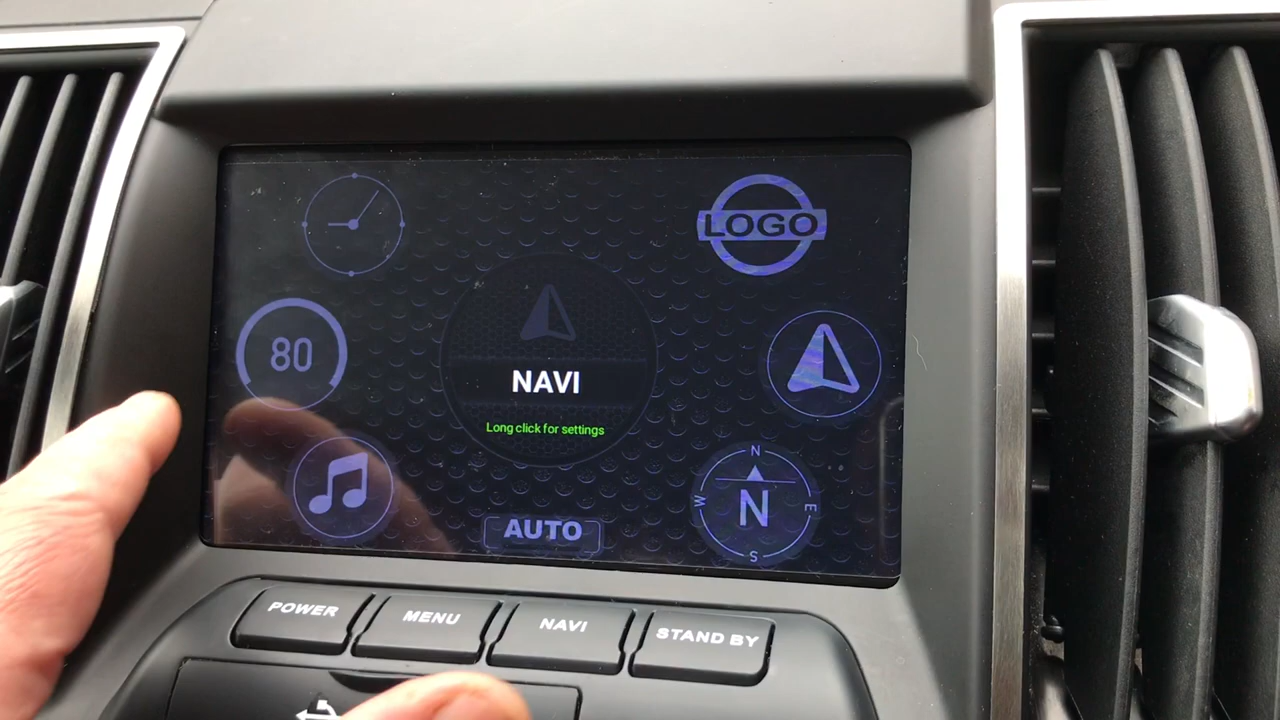 LOGO
80
NAVI
Long click for settings
N
W
N
E
S
AUTO
POWER
MENU
NAVI
STAND BY